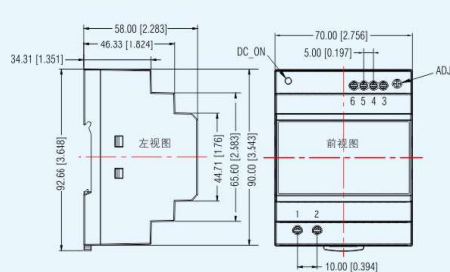 58.00 [2.283]
46.33 [1.824]
34.31 [1.351]
92.66 [3.648]
左视图
44.71 [1.76]
65.60 [2.583]
90.00 [3.543]
70.00 [2.756]
5.00 [0.197]
DC_ON
ADJ
6 5 4 3
前视图
1 2
10.00 [0.394]